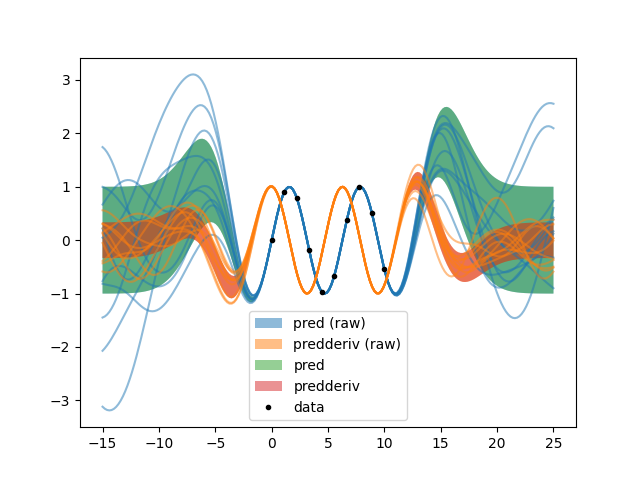 3
2
1
0
−1
−2
−3
pred (raw)
predderiv (raw)
pred
predderiv
data
−15 −10 −5 0 5 10 15 20 25